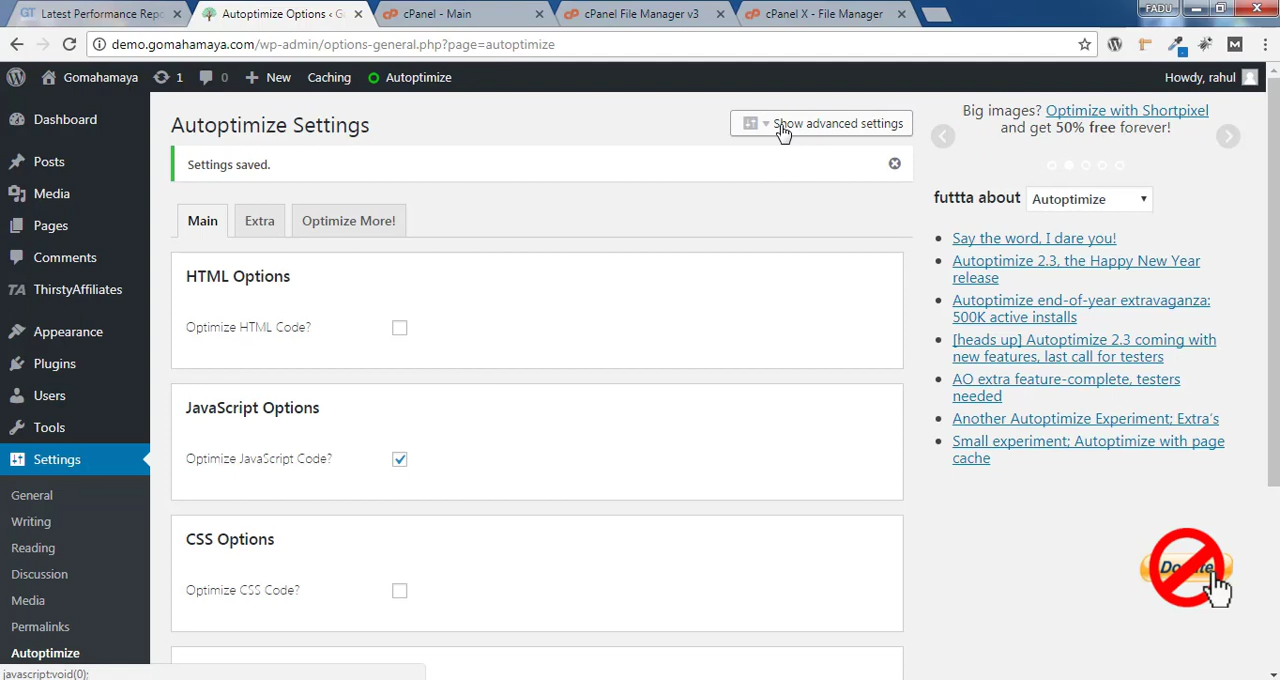 Latest Performance Repo
Autoptimize Options ‹ G
cPanel - Main
cPanel File Manager v3
cPanel X - File Manager
FADU
demo.gomahamaya.com/wp-admin/options-general.php?page=autoptimize
Gomahamaya
1
0
New
Caching
Autoptimize
Howdy, rahul
Dashboard
Posts
Media
Pages
Comments
ThirstyAffiliates
Appearance
Plugins
Users
Tools
Settings
General
Writing
Reading
Discussion
Media
Permalinks
Autoptimize
Autoptimize Settings
Show advanced settings
Settings saved.
Main
Extra
Optimize More!
HTML Options
Optimize HTML Code?
JavaScript Options
Optimize JavaScript Code?
CSS Options
Optimize CSS Code?
Big images? Optimize with Shortpixel
and get 50% free forever!
futtta about
Autoptimize
Say the word, I dare you!
Autoptimize 2.3, the Happy New Year
release
Autoptimize end-of-year extravaganza:
500K active installs
[heads up] Autoptimize 2.3 coming with
new features, last call for testers
AO extra feature-complete, testers
needed
Another Autoptimize Experiment; Extra's
Small experiment; Autoptimize with page
cache
javascript:void(0);